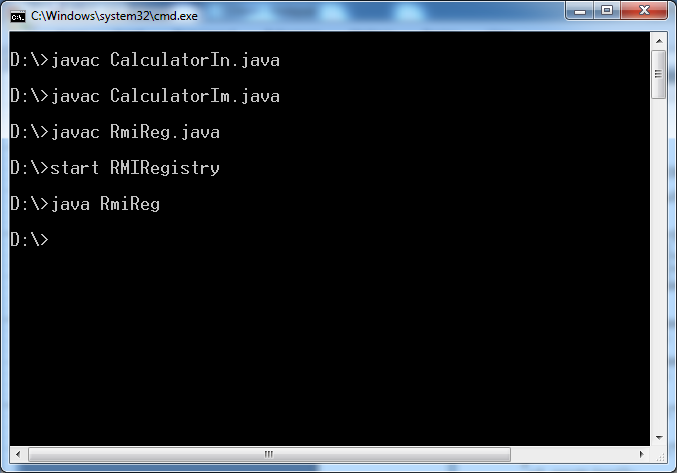 C:\Windows\system32\cmd.exe
D:\>javac CalculatorIn.java
D:\>javac CalculatorIm.java
D:\>javac RmiReg.java
D:\>start RMIRegistry
D:\>java RmiReg
D:\>